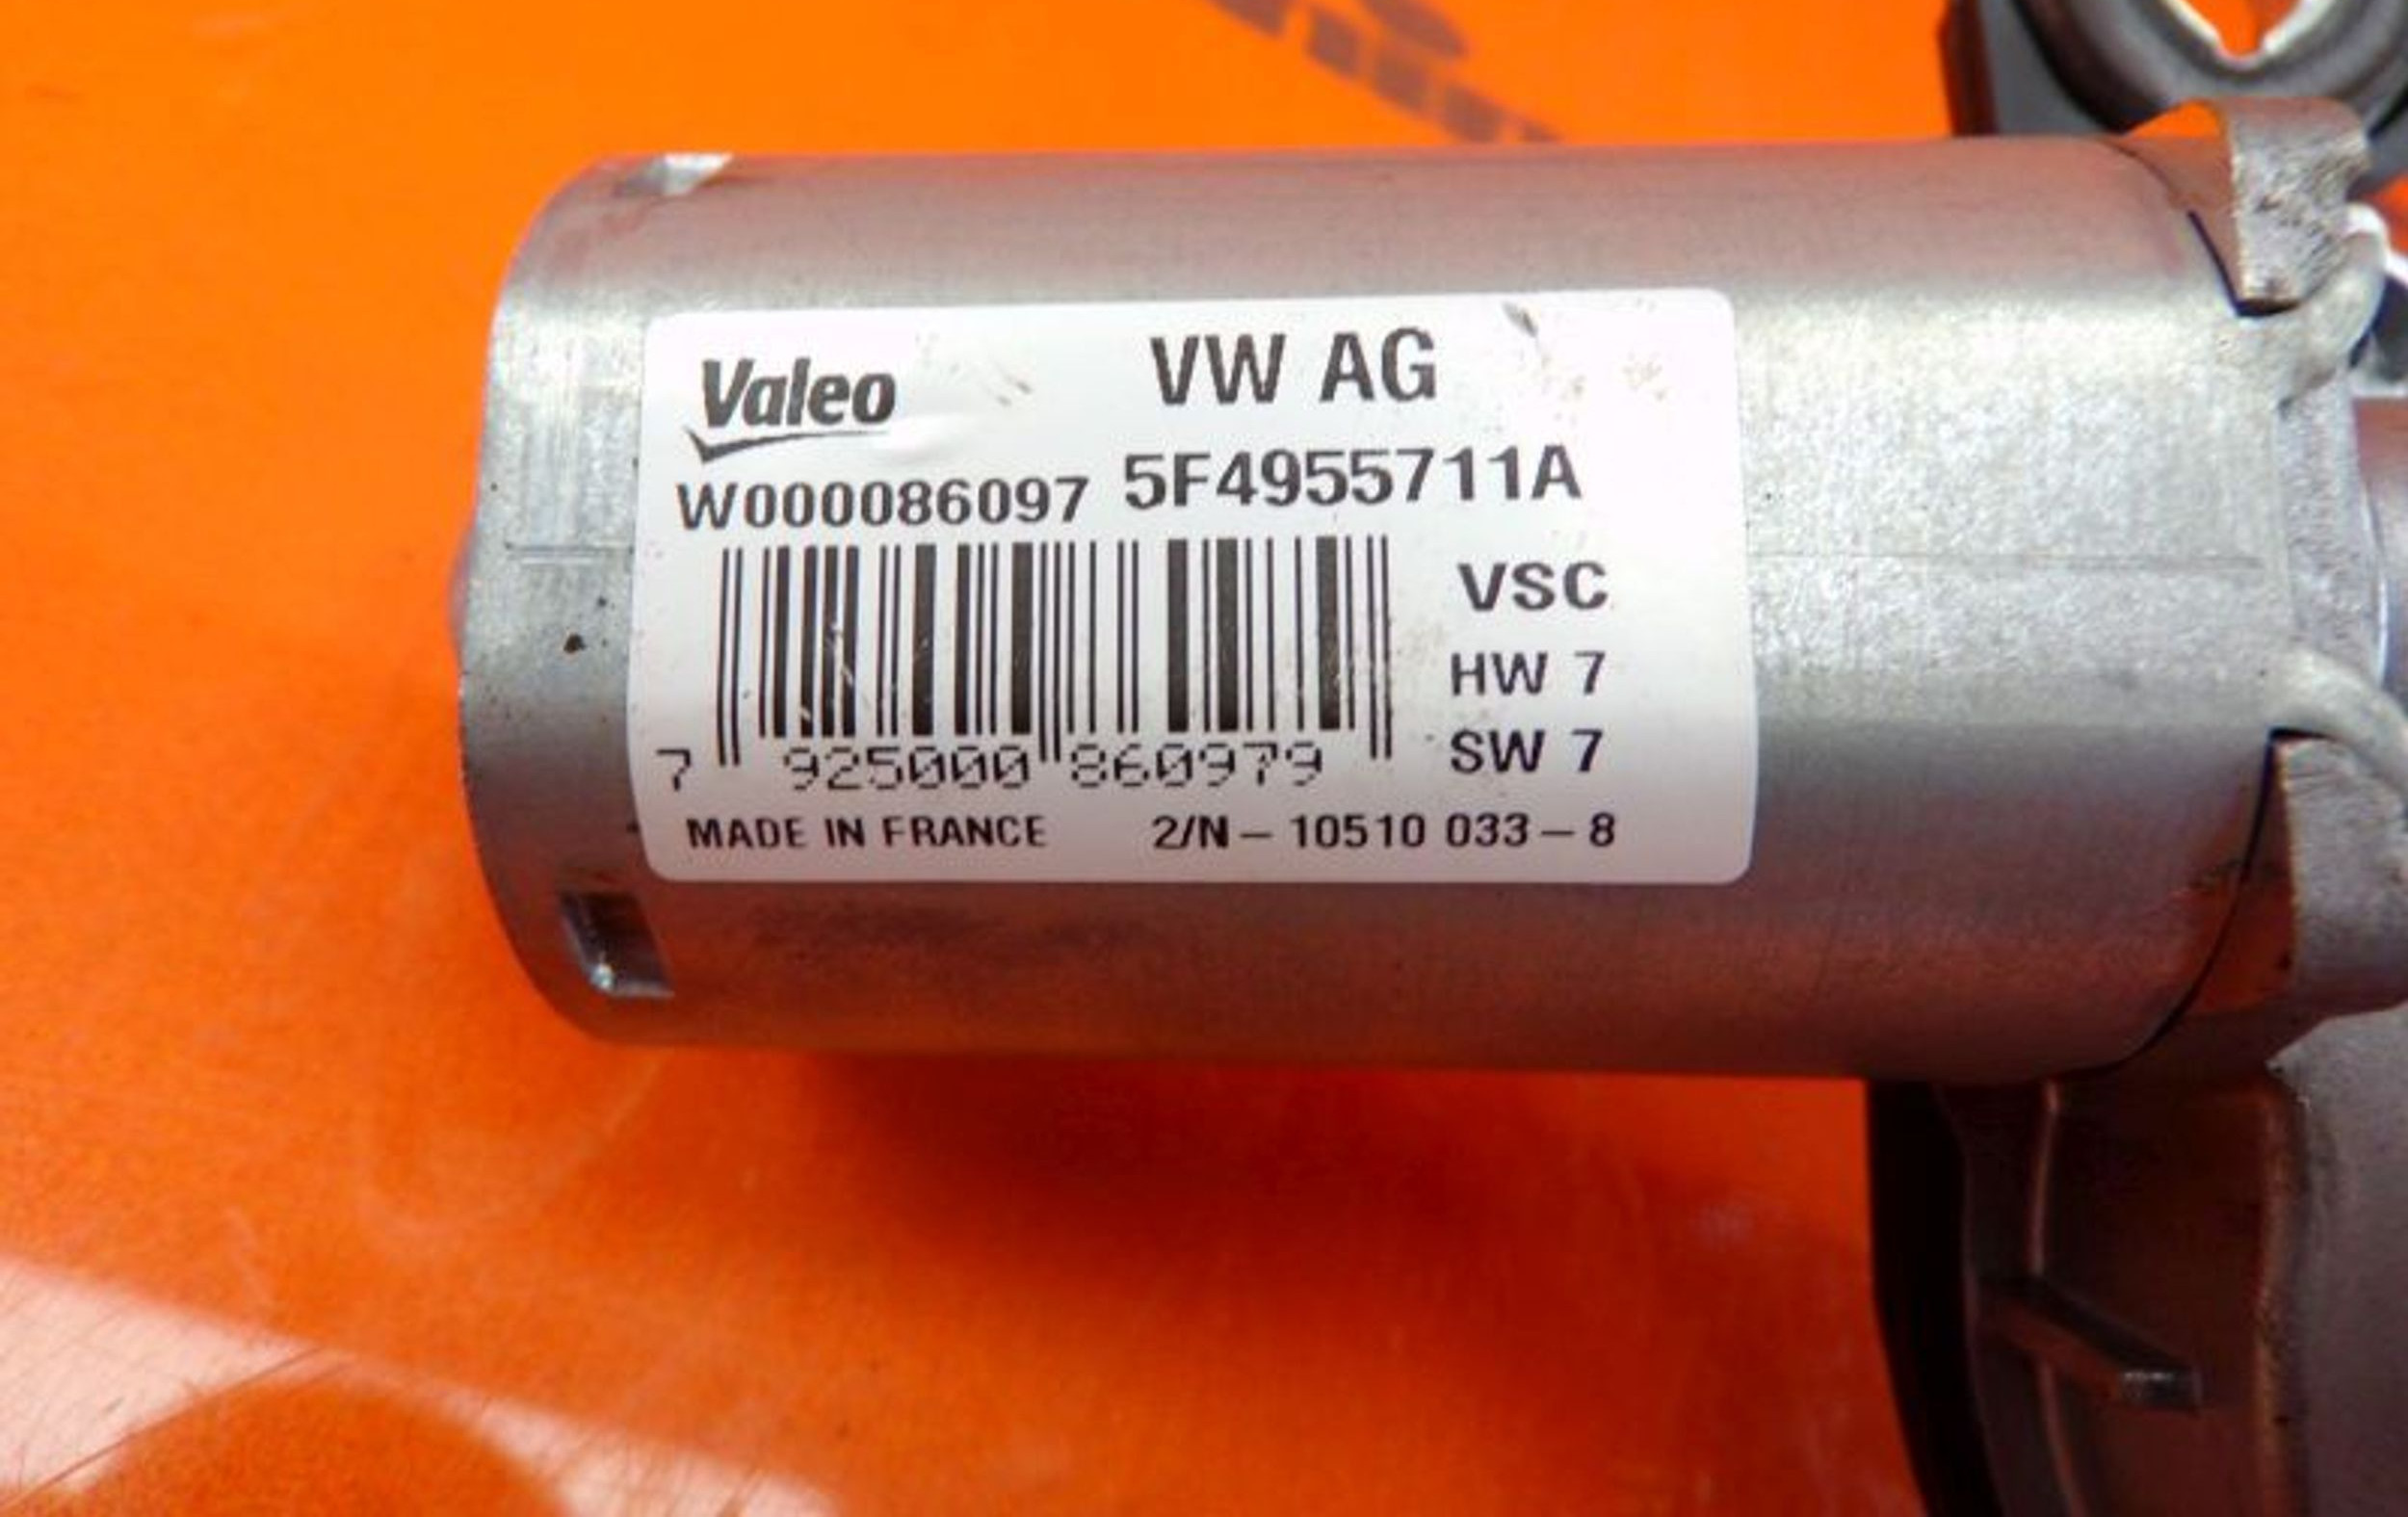 Valeo VW AG
W000086097 5F4955711A
VSC
HW 7
SW 7
7 925000 860979
MADE IN FRANCE 2/N - 10510 033 - 8